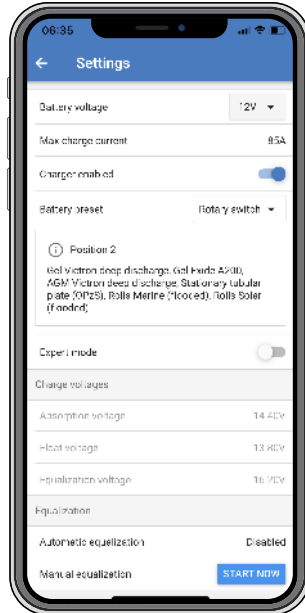 06:35
Settings
Battery voltage 12V
Max charge current 85A
Charger enabled
Battery preset Rotary switch
Position 2
Gel Victron deep discharge, Gel Exide A200,
AGM Victron deep discharge, Stationary tubular
plate (OPzS), Rolls Marine (flooded), Rolls Solar
(flooded)
Expert mode
Charge voltages
Absorption voltage 14.40V
Float voltage 13.80V
Equalization voltage 16.20V
Equalization
Automatic equalization Disabled
Manual equalization START NOW